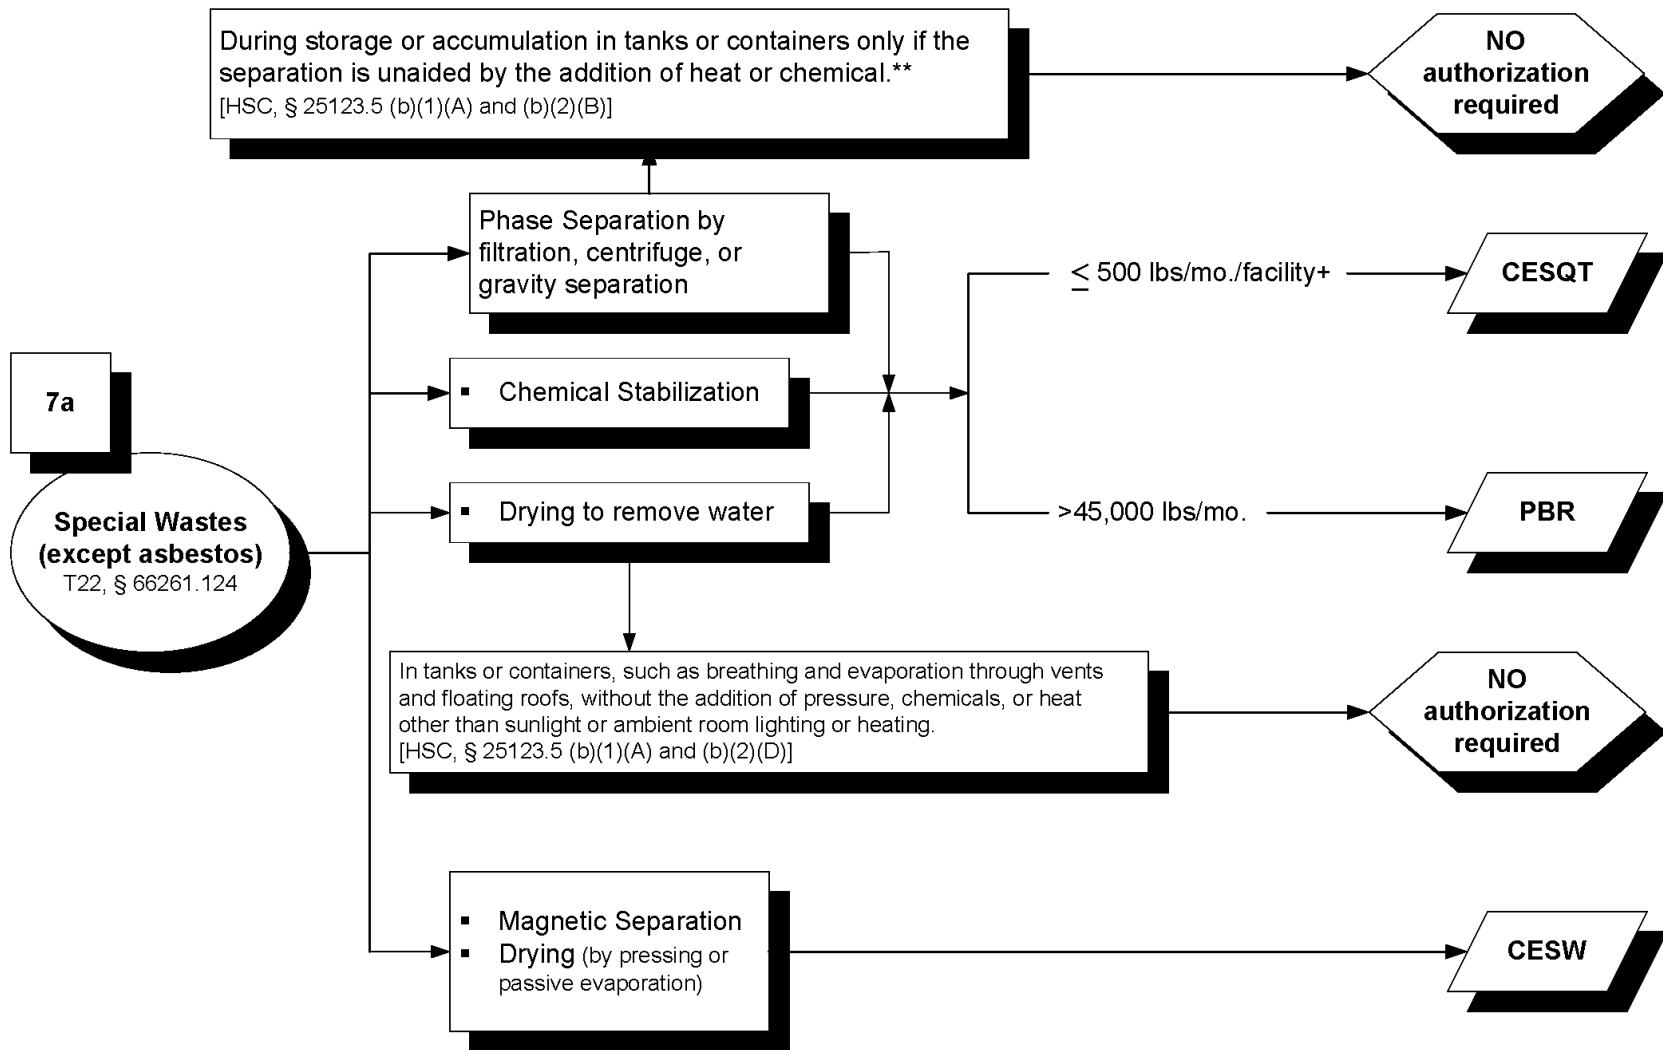 During storage or accumulation in tanks or containers only if the
separation is unaided by the addition of heat or chemical.**
[HSC, § 25123.5 (b)(1)(A) and (b)(2)(B)]
NO
authorization
required
Phase Separation by
filtration, centrifuge, or
gravity separation
≤ 500 lbs/mo./facility+
CESQT
7a
▪ Chemical Stabilization
Special Wastes
(except asbestos)
T22, § 66261.124
▪ Drying to remove water
>45,000 lbs/mo.
PBR
In tanks or containers, such as breathing and evaporation through vents
and floating roofs, without the addition of pressure, chemicals, or heat
other than sunlight or ambient room lighting or heating.
[HSC, § 25123.5 (b)(1)(A) and (b)(2)(D)]
NO
authorization
required
▪ Magnetic Separation
▪ Drying (by pressing or
passive evaporation)
CESW